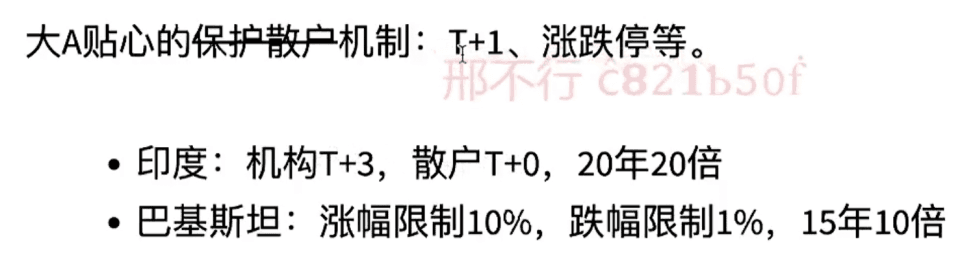 大A贴心的保护散户机制：T+1、涨跌停等。
邢不行 c821b50f
• 印度：机构T+3，散户T+0，20年20倍
• 巴基斯坦：涨幅限制10%，跌幅限制1%，15年10倍